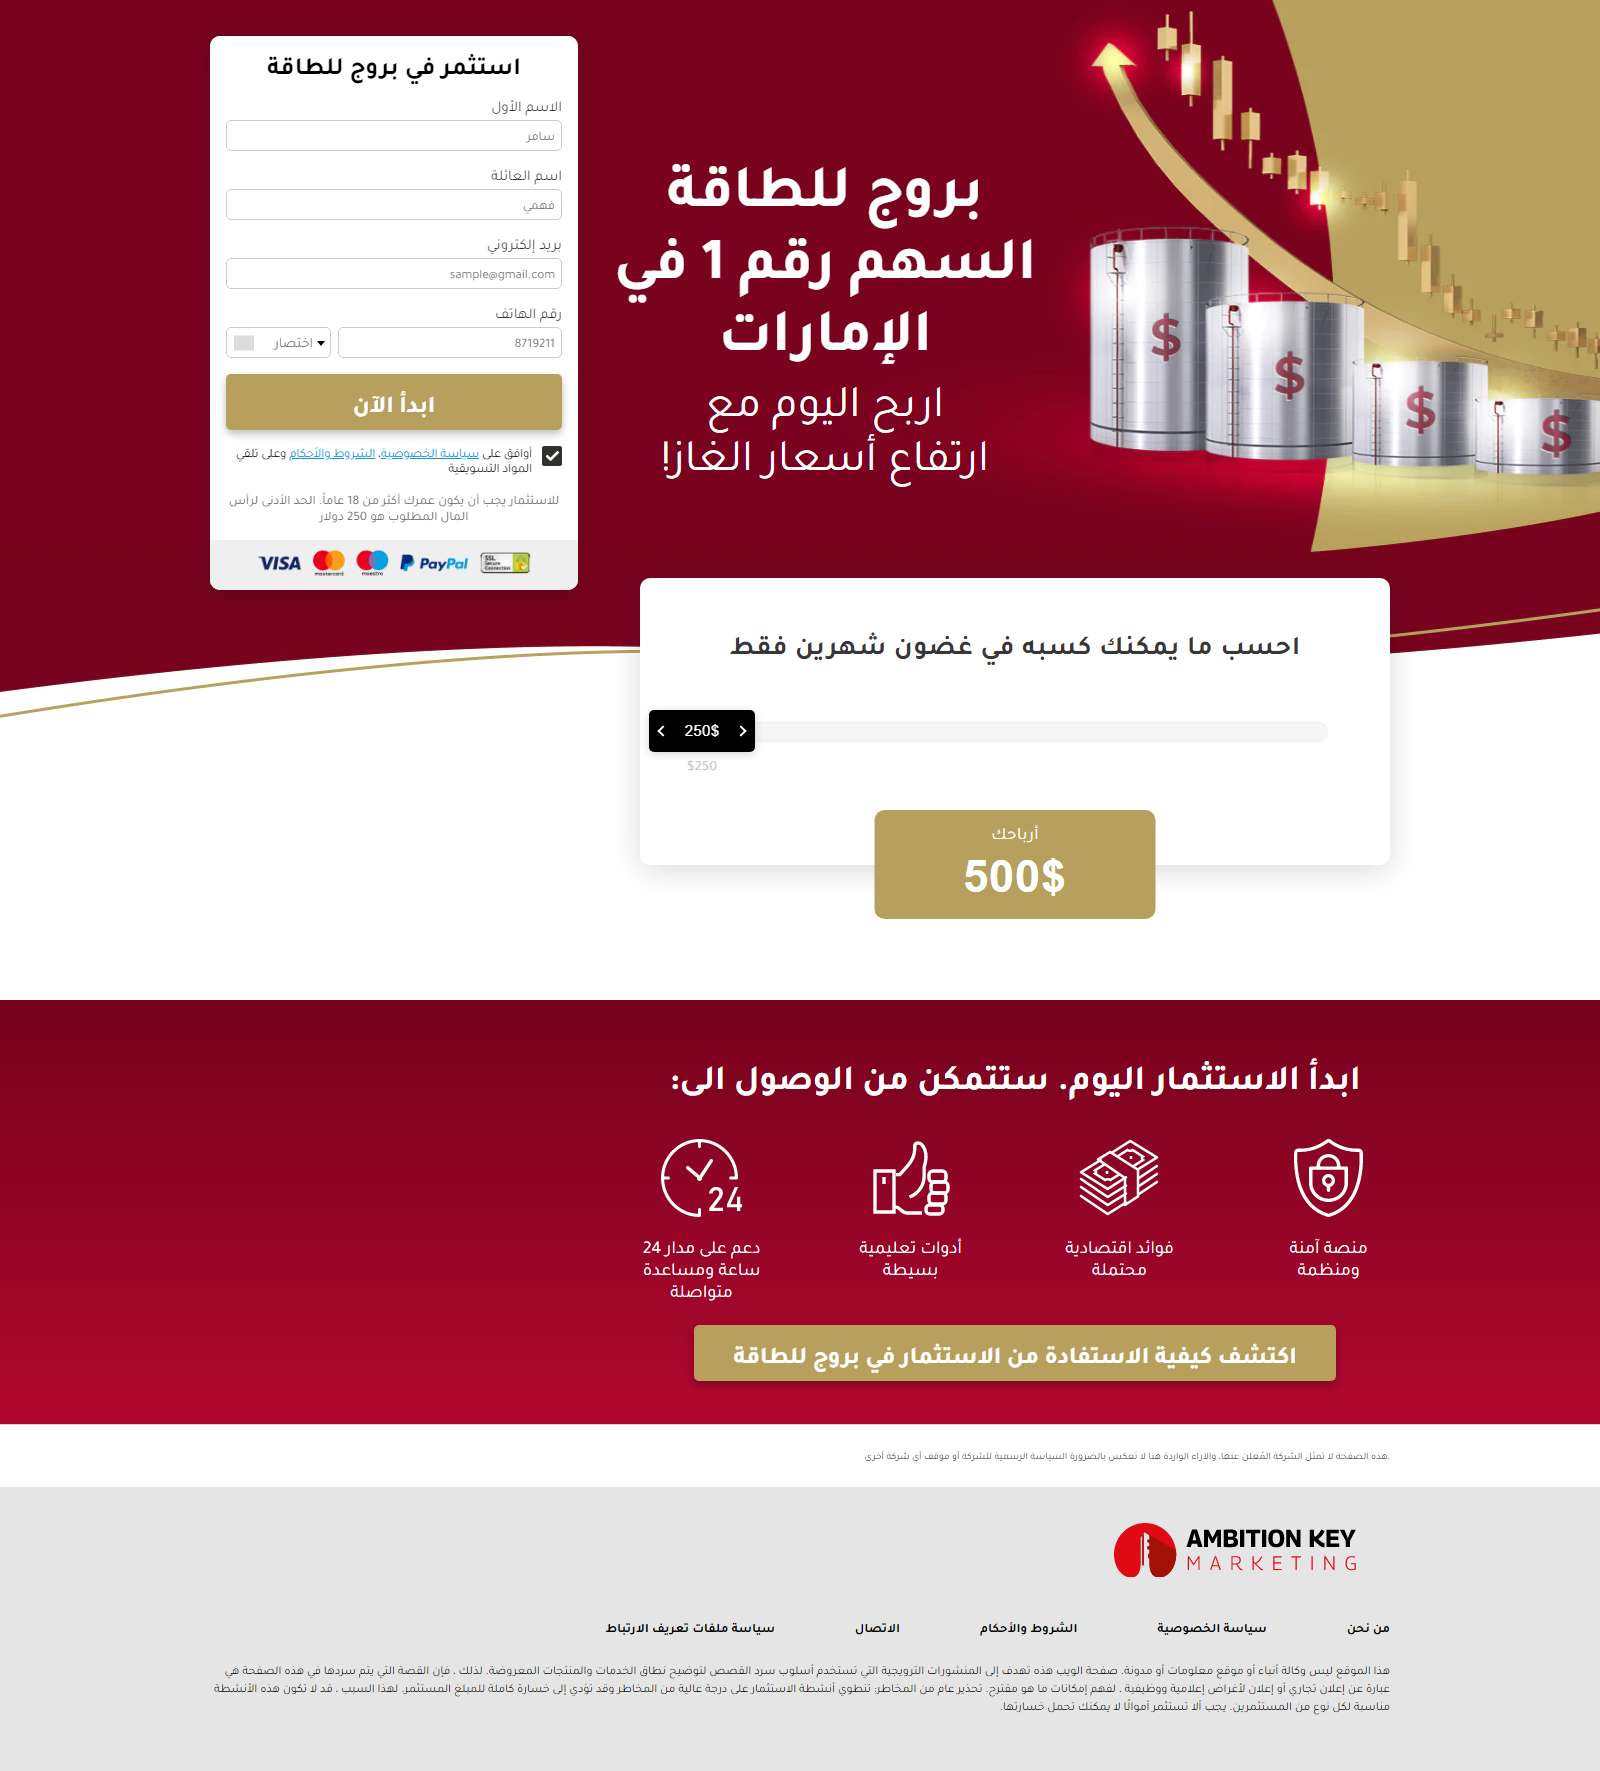 استثمر في بروج للطاقة
الاسم الأول
سامر
اسم العائلة
فهمي
بريد إلكتروني
sample@gmail.com
رقم الهاتف
8719211
اختصار
ابدأ الآن
أوافق على سياسة الخصوصية، الشروط والأحكام وعلى تلقي
المواد التسويقية
للاستثمار يجب أن يكون عمرك أكثر من 18 عاماً. الحد الأدنى لرأس
المال المطلوب هو 250 دولار
VISA
mastercard
maestro
PayPal
SSL
Secure
Connection
بروج للطاقة
السهم رقم 1 في
الإمارات
اربح اليوم مع
ارتفاع أسعار الغاز!
$
$
$
$
احسب ما يمكنك كسبه في غضون شهرين فقط
250$
$250
أرباحك
500$
ابدأ الاستثمار اليوم. ستتمكن من الوصول الى:
منصة آمنة
ومنظمة
فوائد اقتصادية
محتملة
أدوات تعليمية
بسيطة
24
دعم على مدار 24
ساعة ومساعدة
متواصلة
اكتشف كيفية الاستفادة من الاستثمار في بروج للطاقة
.هذه الصفحة لا تمثل الشركة المُعلن عنها، والاراء الواردة هنا لا تعكس بالضرورة السياسة الرسمية للشركة أو موقف أي شركة أخرى
AMBITION KEY
MARKETING
من نحن
سياسة الخصوصية
الشروط والأحكام
الاتصال
سياسة ملفات تعريف الارتباط
هذا الموقع ليس وكالة أنباء أو موقع معلومات أو مدونة. صفحة الويب هذه تهدف إلى المنشورات الترويجية التي تستخدم أسلوب سرد القصص لتوضيح نطاق الخدمات والمنتجات المعروضة. لذلك ، فإن القصة التي يتم سردها في هذه الصفحة هي
عبارة عن إعلان تجاري أو إعلان لأغراض إعلامية ووظيفية ، لفهم إمكانات ما هو مقترح. تحذير عام من المخاطر: تنطوي أنشطة الاستثمار على درجة عالية من المخاطر وقد تؤدي إلى خسارة كاملة للمبلغ المستثمر. لهذا السبب ، قد لا تكون هذه الأنشطة
مناسبة لكل نوع من المستثمرين. يجب ألا تستثمر أموالًا لا يمكنك تحمل خسارتها.